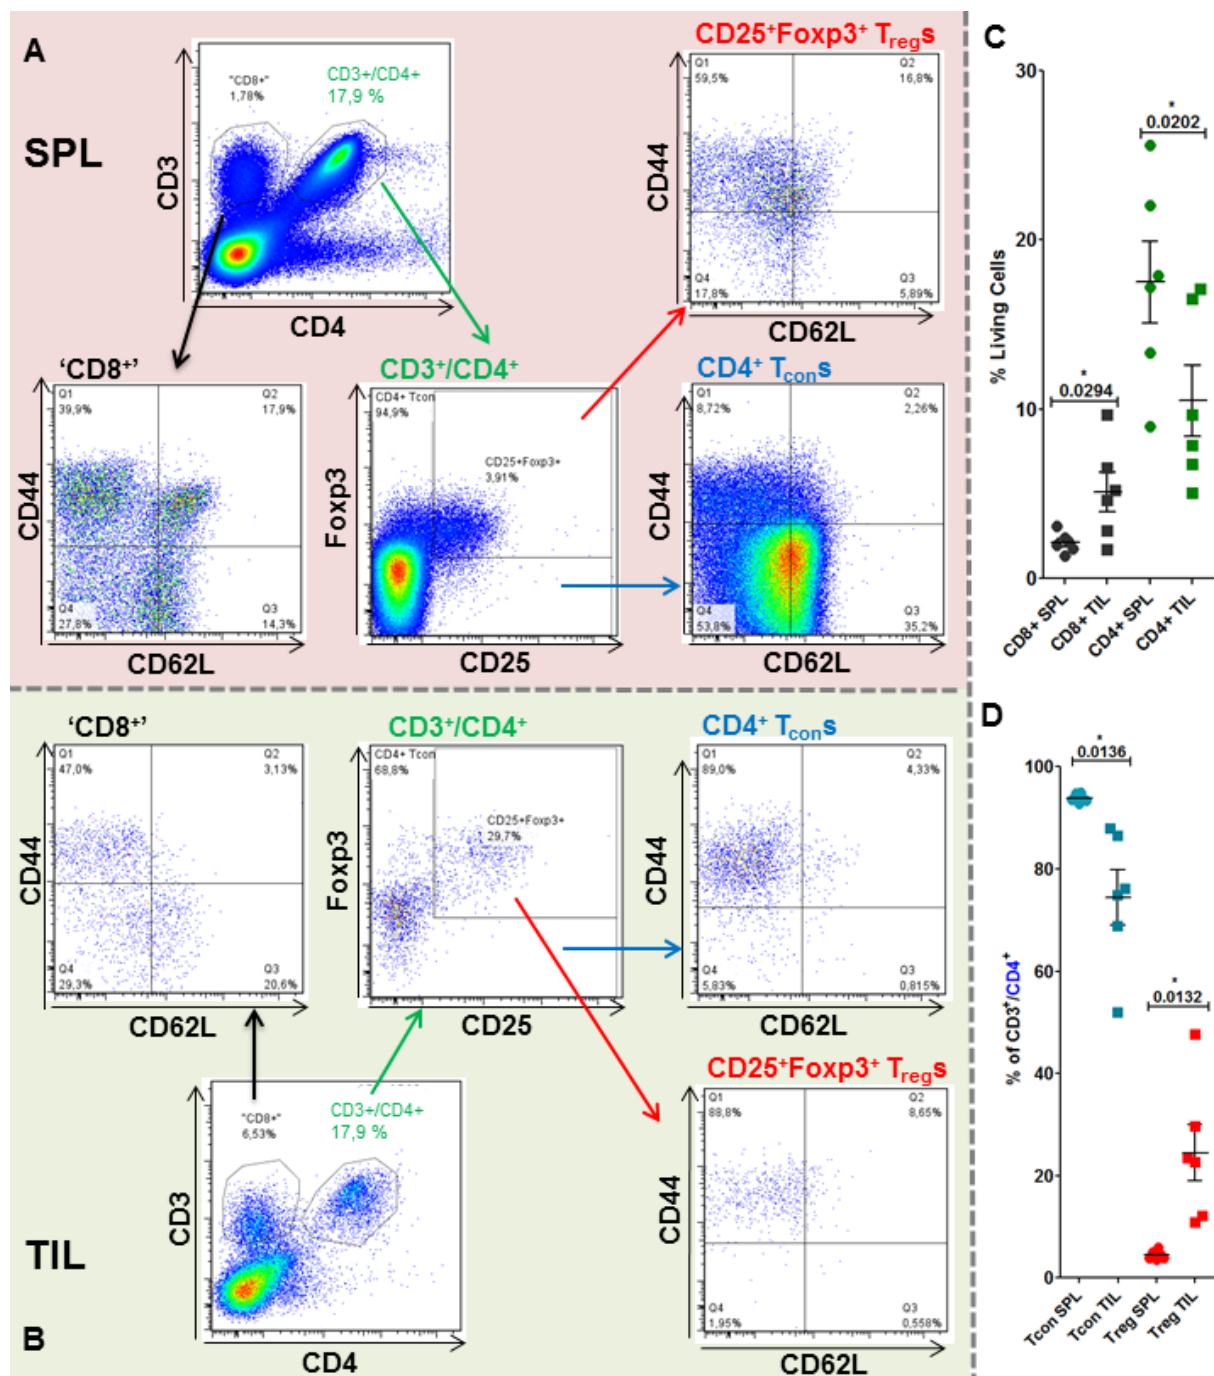 A
SPL
"CD8+"
1,78%
CD3+/CD4+
17,9 %
CD3
CD4
CD25⁺Foxp3⁺ Tregs
Q1
59,5%
Q2
16,8%
Q4
17,8%
Q3
5,89%
CD44
CD62L
'CD8⁺'
Q1
39,9%
Q2
17,9%
Q4
27,8%
Q3
14,3%
CD44
CD62L
CD3⁺/CD4⁺
CD4+ Tcon
94,9%
CD25+Foxp3+
3,91%
Foxp3
CD25
CD4⁺ Tcons
Q1
8,72%
Q2
2,26%
Q4
53,8%
Q3
35,2%
CD44
CD62L
'CD8⁺'
Q1
47,0%
Q2
3,13%
Q4
29,3%
Q3
20,6%
CD44
CD62L
CD3⁺/CD4⁺
CD4+ Tcon
68,8%
CD25+Foxp3+
29,7%
Foxp3
CD25
CD4⁺ Tcons
Q1
89,0%
Q2
4,33%
Q4
5,83%
Q3
0,815%
CD44
CD62L
"CD8+"
6,53%
CD3+/CD4+
17,9 %
CD3
CD4
TIL
B
CD25⁺Foxp3⁺ Tregs
Q1
88,8%
Q2
8,65%
Q4
1,95%
Q3
0,558%
CD44
CD62L
C
30
20
10
0
% Living Cells
*
0.0294
*
0.0202
CD8+ SPL
CD8+ TIL
CD4+ SPL
CD4+ TIL
D
100
80
60
40
20
0
% of CD3⁺/CD4⁺
*
0.0136
*
0.0132
Tcon SPL
Tcon TIL
Treg SPL
Treg TIL